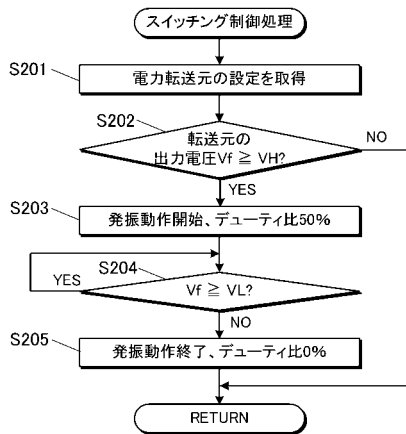 スイッチング制御処理
S201
電力転送元の設定を取得
S202
転送元の
出力電圧Vf ≧ VH?
NO
YES
S203
発振動作開始、デューティ比50%
S204
YES
Vf ≧ VL?
NO
S205
発振動作終了、デューティ比0%
RETURN